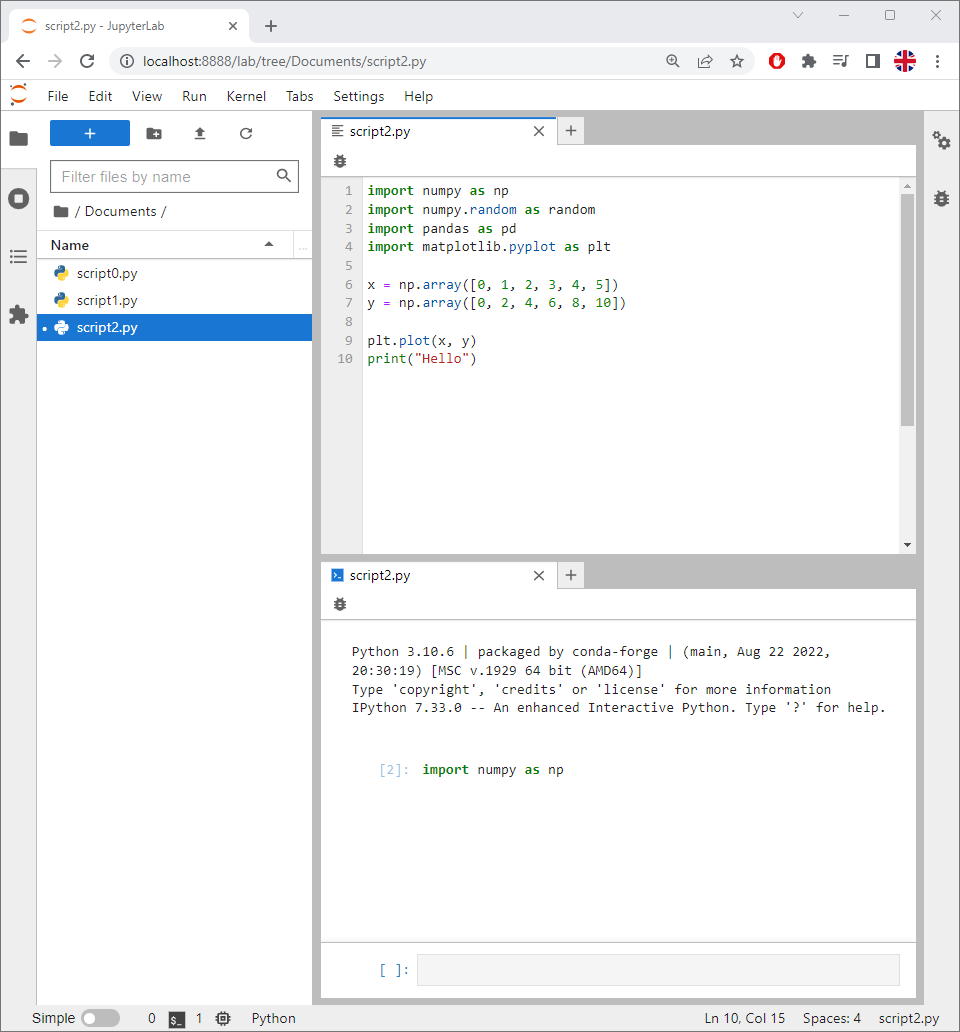 script2.py - JupyterLab
localhost:8888/lab/tree/Documents/script2.py
File Edit View Run Kernel Tabs Settings Help
Filter files by name
/ Documents /
Name
...
script0.py
script1.py
script2.py
script2.py
1 import numpy as np
2 import numpy.random as random
3 import pandas as pd
4 import matplotlib.pyplot as plt
5
6 x = np.array([0, 1, 2, 3, 4, 5])
7 y = np.array([0, 2, 4, 6, 8, 10])
8
9 plt.plot(x, y)
10 print("Hello")
script2.py
Python 3.10.6 | packaged by conda-forge | (main, Aug 22 2022,
20:30:19) [MSC v.1929 64 bit (AMD64)]
Type 'copyright', 'credits' or 'license' for more information
IPython 7.33.0 -- An enhanced Interactive Python. Type '?' for help.
[2]: import numpy as np
[ ]:
Simple 0 $_ 1 Python Ln 10, Col 15 Spaces: 4 script2.py